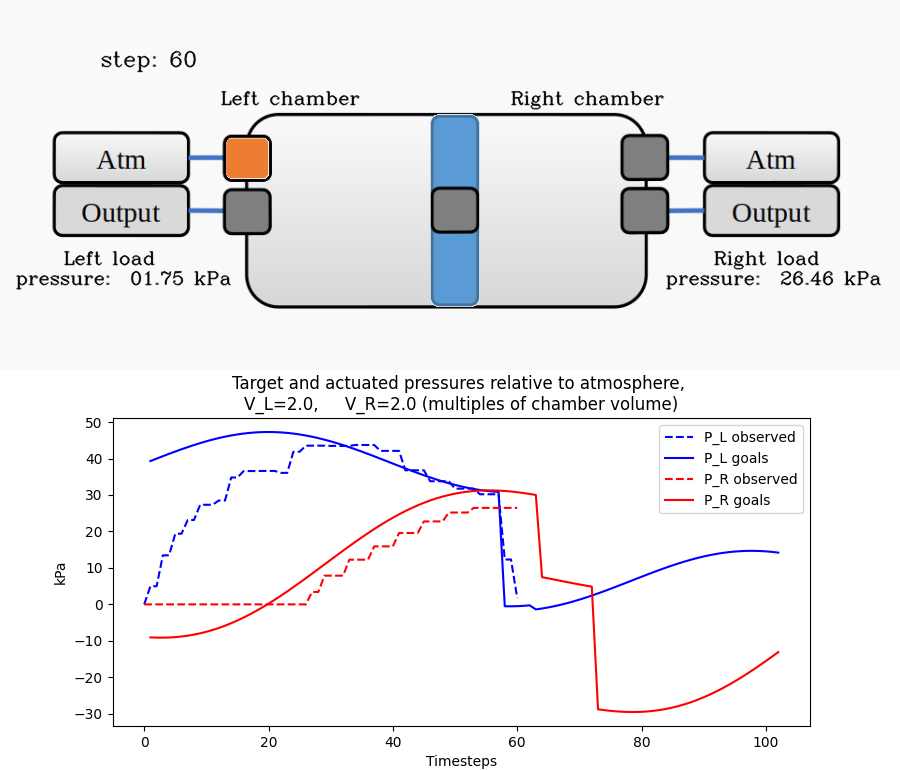 step: 60
Left chamber
Right chamber
Atm
Atm
Output
Output
Left load
pressure: 01.75 kPa
Right load
pressure: 26.46 kPa
Target and actuated pressures relative to atmosphere,
V_L=2.0, V_R=2.0 (multiples of chamber volume)
50
40
30
20
10
0
−10
−20
−30
kPa
P_L observed
P_L goals
P_R observed
P_R goals
0 20 40 60 80 100
Timesteps